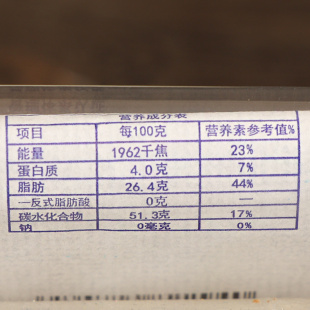 营养成分表
项目 每100克 营养素参考值%
能量 1962千焦 23%
蛋白质 4.0克 7%
脂肪 26.4克 44%
—反式脂肪酸 0克 —
碳水化合物 51.3克 17%
钠 0毫克 0%